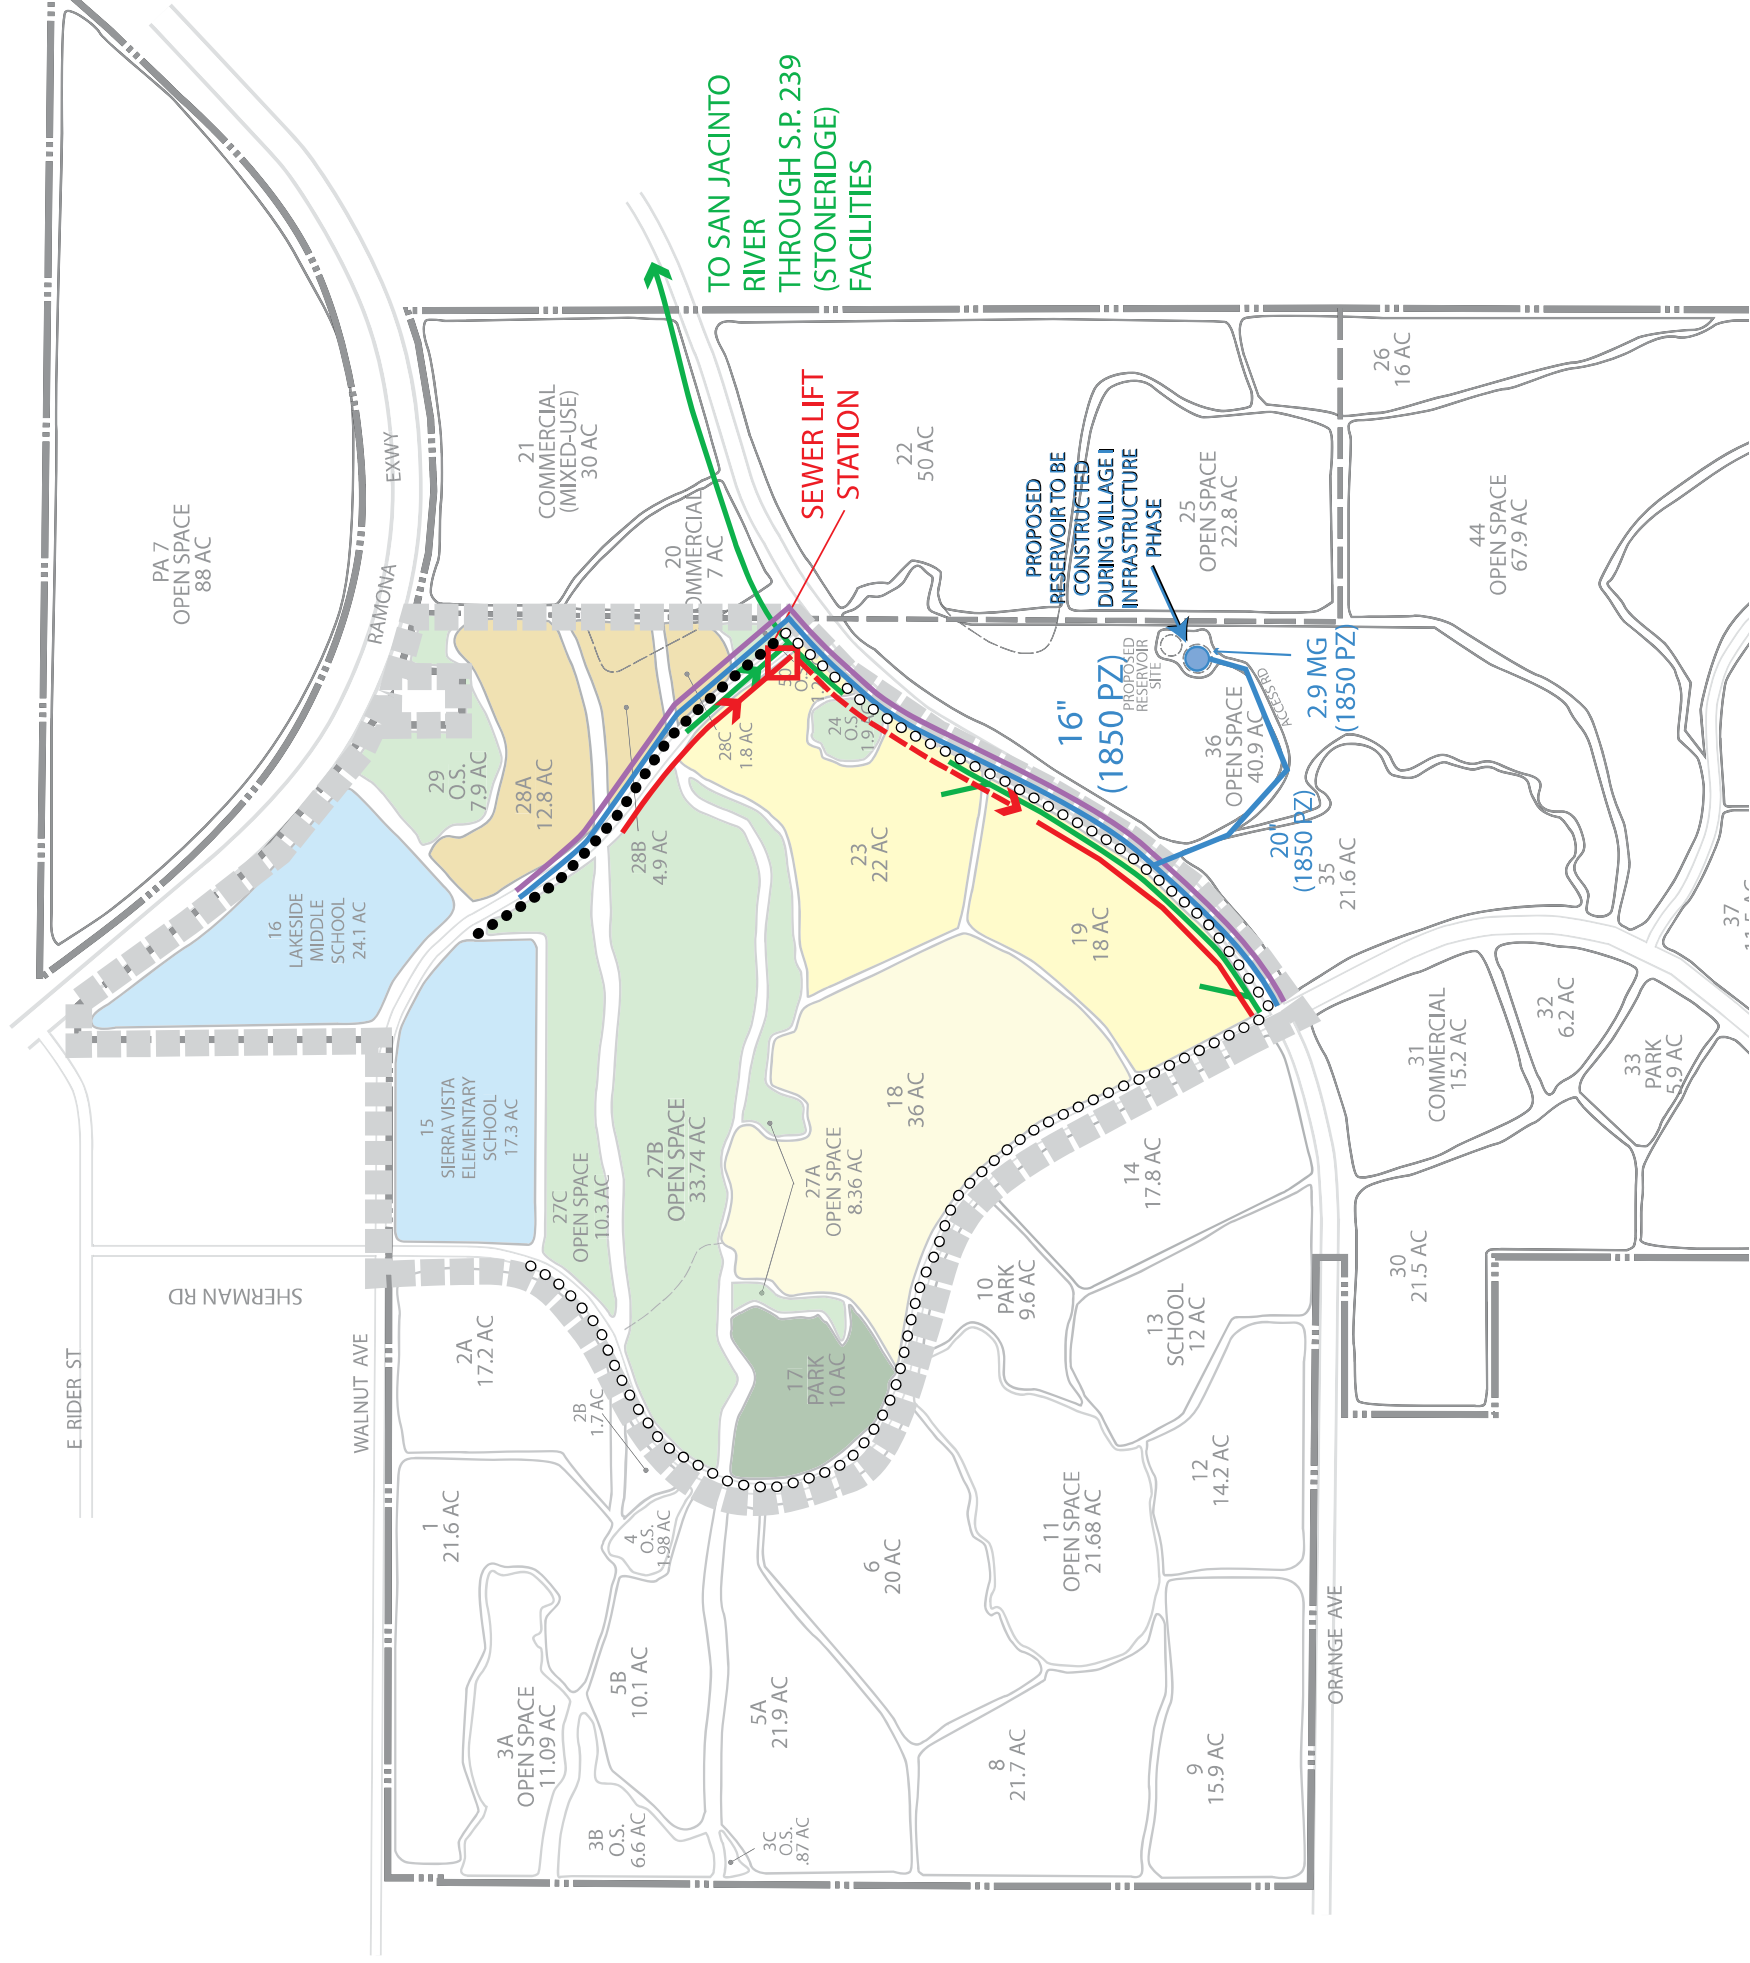 PA 7
OPEN SPACE
88 AC
RAMONA
EXWY
TO SAN JACINTO
RIVER
THROUGH S.P. 239
(STONERIDGE)
FACILITIES
SEWER LIFT
STATION
21
COMMERCIAL
(MIXED-USE)
30 AC
20
OMMERCIAL
7 AC
22
50 AC
PROPOSED
RESERVOIR TO BE
CONSTRUCTED
DURING VILLAGE I
INFRASTRUCTURE
PHASE
25
OPEN SPACE
22.8 AC
26
16 AC
44
OPEN SPACE
67.9 AC
16"
(1850 PZ)
PROPOSED
RESERVOIR
SITE
2.9 MG
(1850 PZ)
ACCESS RD
36
OPEN SPACE
40.9 AC
20"
(1850 PZ)
35
21.6 AC
37
29
O.S.
7.9 AC
28A
12.8 AC
28B
4.9 AC
28C
1.8 AC
24
O.S.
1.9 AC
23
22 AC
19
18 AC
16
LAKESIDE
MIDDLE
SCHOOL
24.1 AC
15
SIERRA VISTA
ELEMENTARY
SCHOOL
17.3 AC
27C
OPEN SPACE
10.3 AC
27B
OPEN SPACE
33.74 AC
27A
OPEN SPACE
8.36 AC
18
36 AC
17
PARK
10 AC
14
17.8 AC
10
PARK
9.6 AC
13
SCHOOL
12 AC
31
COMMERCIAL
15.2 AC
32
6.2 AC
33
PARK
5.9 AC
30
21.5 AC
SHERMAN RD
E RIDER ST
WALNUT AVE
2A
17.2 AC
2B
1.7 AC
1
21.6 AC
4
O.S.
1.98 AC
3A
OPEN SPACE
11.09 AC
5B
10.1 AC
3B
O.S.
6.6 AC
5A
21.9 AC
3C
O.S.
.87 AC
6
20 AC
11
OPEN SPACE
21.68 AC
12
14.2 AC
8
21.7 AC
9
15.9 AC
ORANGE AVE